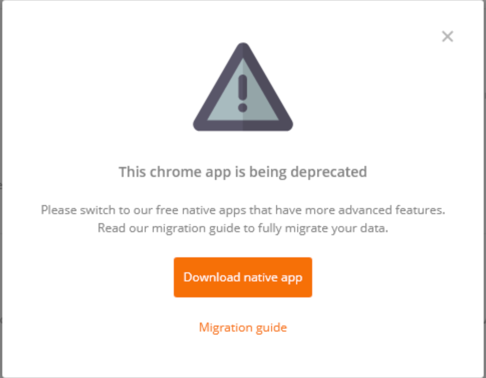 This chrome app is being deprecated
Please switch to our free native apps that have more advanced features.
Read our migration guide to fully migrate your data.
Download native app
Migration guide